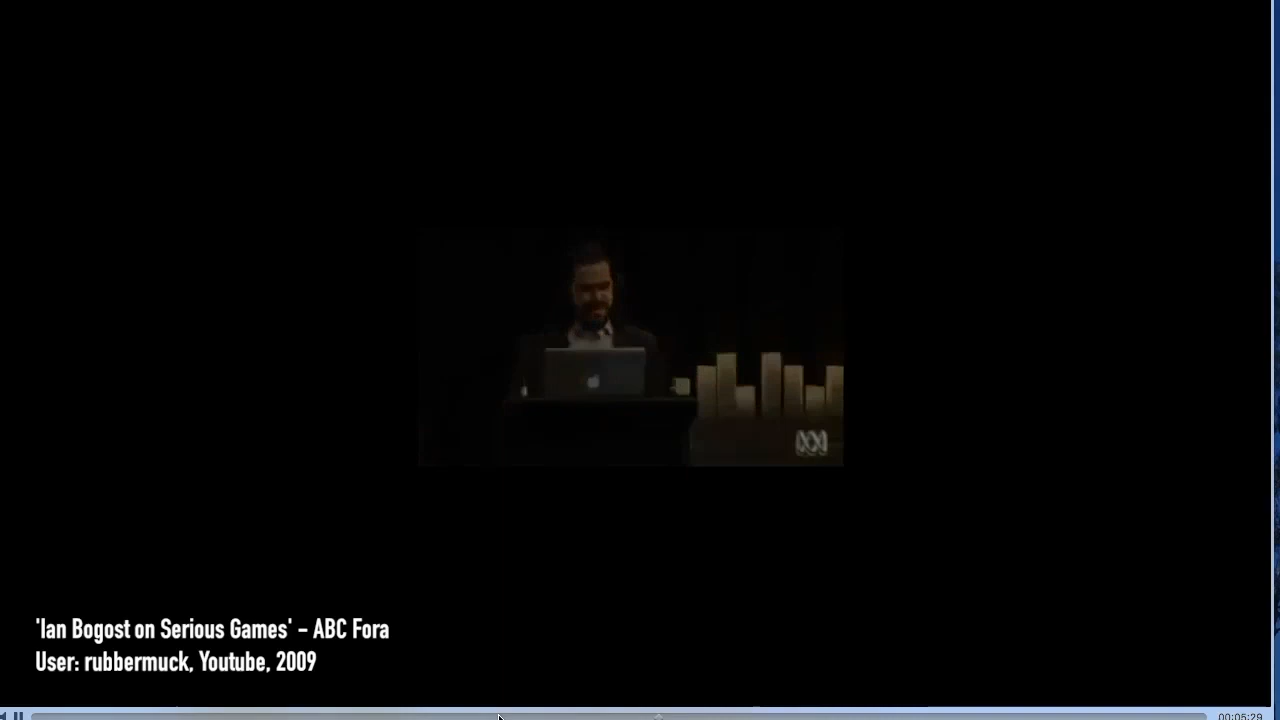 'Ian Bogost on Serious Games' – ABC Fora
User: rubbermuck, Youtube, 2009
00:05:29